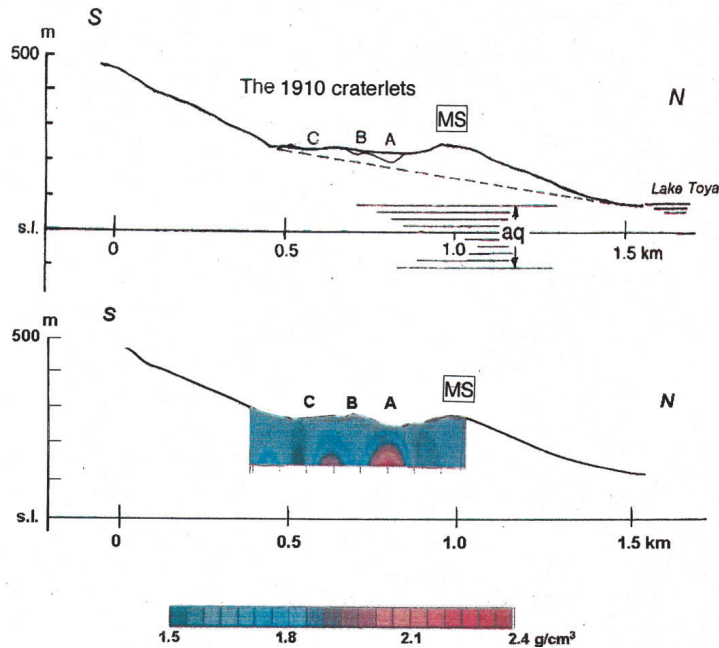 S
m
500
The 1910 craterlets
N
C B A
MS
Lake Toya
s.l.
aq
0 0.5 1.0 1.5 km
S
m
500
C B A
MS
N
s.l.
0 0.5 1.0 1.5 km
1.5 1.8 2.1 2.4 g/cm³